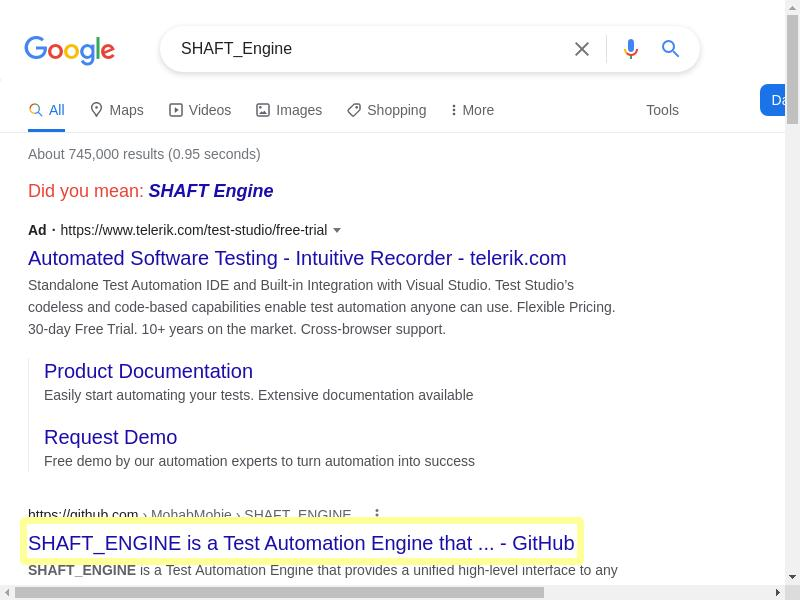 Google
SHAFT_Engine
All Maps Videos Images Shopping More Tools
Da
About 745,000 results (0.95 seconds)
Did you mean: SHAFT Engine
Ad · https://www.telerik.com/test-studio/free-trial
Automated Software Testing - Intuitive Recorder - telerik.com
Standalone Test Automation IDE and Built-in Integration with Visual Studio. Test Studio's
codeless and code-based capabilities enable test automation anyone can use. Flexible Pricing.
30-day Free Trial. 10+ years on the market. Cross-browser support.
Product Documentation
Easily start automating your tests. Extensive documentation available
Request Demo
Free demo by our automation experts to turn automation into success
https://github.com › MohabMohie › SHAFT_ENGINE
SHAFT_ENGINE is a Test Automation Engine that ... - GitHub
SHAFT_ENGINE is a Test Automation Engine that provides a unified high-level interface to any